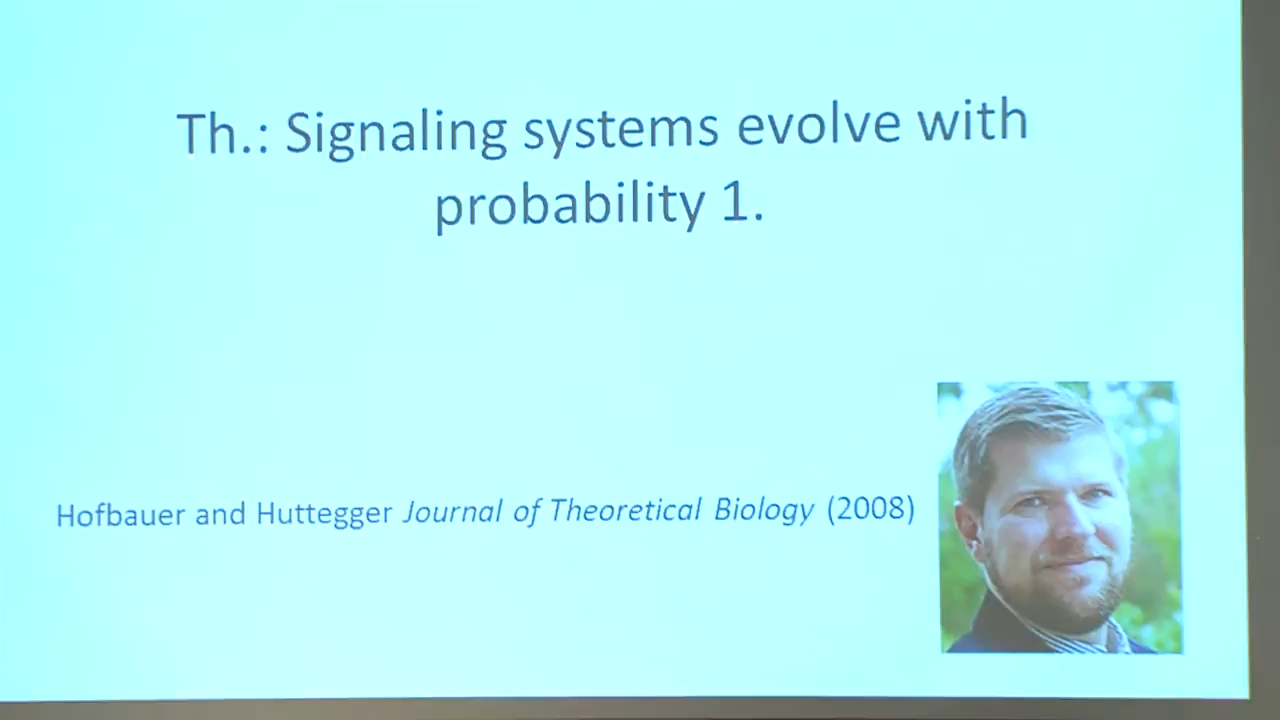 Th.: Signaling systems evolve with
probability 1.
Hofbauer and Huttegger Journal of Theoretical Biology (2008)